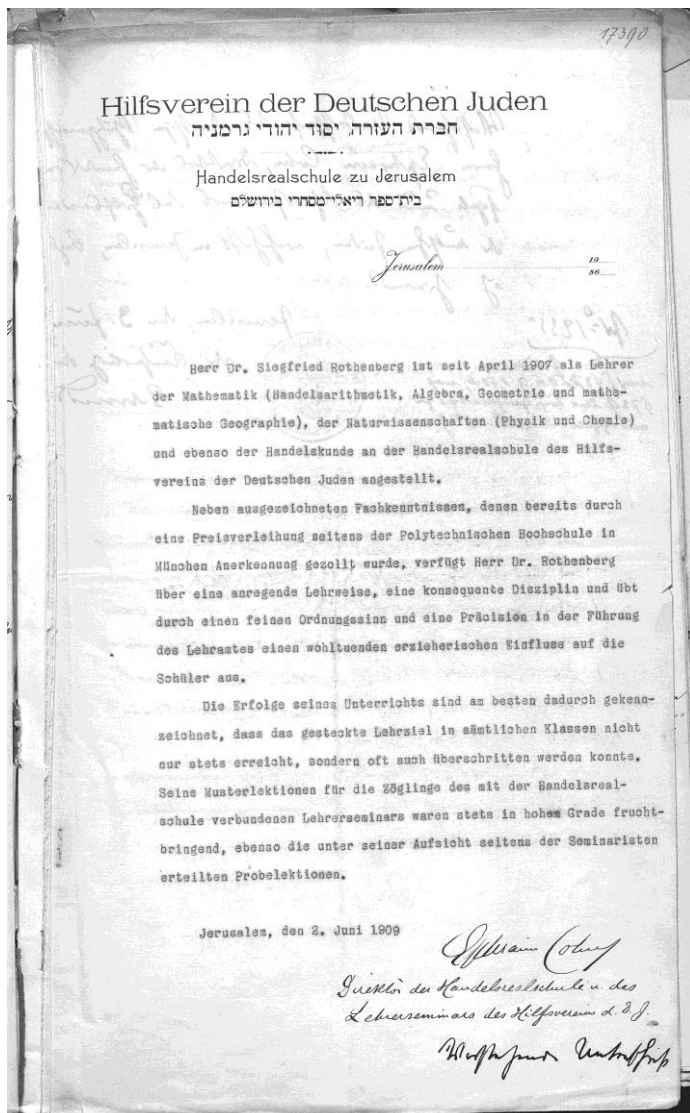 17390
Hilfsverein der Deutschen Juden
חברת העזרה יסוד יהודי גרמניה
Handelsrealschule zu Jerusalem
בית־ספר ריאלי־מסחרי בירושלם
Jerusalem 19
56
Herr Dr. Siegfried Rothenberg ist seit April 1907 als Lehrer
der Mathematik (Handelsarithmetik, Algebra, Geometrie und mathe-
matische Geographie), der Naturwissenschaften (Physik und Chemie)
und ebenso der Handelskunde an der Handelsrealschule des Hilfs-
vereins der Deutschen Juden angestellt.
Neben ausgezeichneten Fachkenntnissen, denen bereits durch
eine Preisverleihung seitens der Polytechnischen Hochschule in
München Anerkennung gezollt wurde, verfügt Herr Dr. Rothenberg
über eine anregende Lehrweise, eine konsequente Disziplin und übt
durch einen feinen Ordnungssinn und eine Präcision in der Führung
des Lehramtes einen wohltuenden erzieherischen Einfluss auf die
Schüler aus.
Die Erfolge seines Unterrichts sind am besten dadurch gekenn-
zeichnet, dass das gesteckte Lehrziel in sämtlichen Klassen nicht
nur stets erreicht, sondern oft auch überschritten werden konnte.
Seine Musterlektionen für die Zöglinge des mit der Handelsreal-
schule verbundenen Lehrerseminars waren stets in hohem Grade frucht-
bringend, ebenso die unter seiner Aufsicht seitens der Seminaristen
erteilten Probelektionen.
Jerusalem, den 2. Juni 1909
Ephraim Cohn
Direktor der Handelsrealschule u. des
Lehrerseminars des Hilfsvereins d. D. J.
Vorstehende Unterschrift